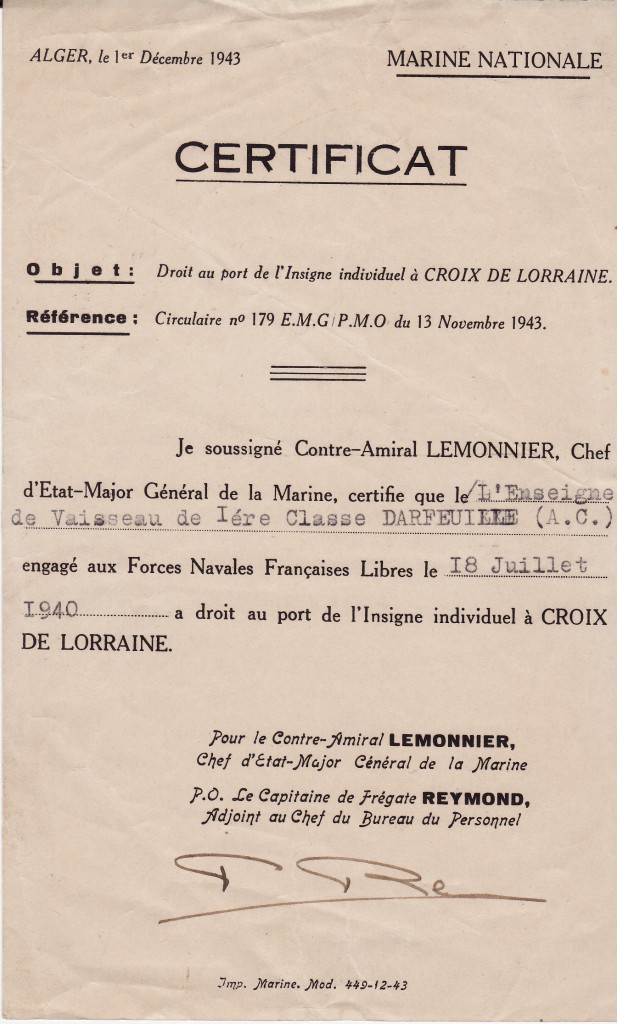 ALGER, le 1er Décembre 1943
MARINE NATIONALE
CERTIFICAT
Objet: Droit au port de l'Insigne individuel à CROIX DE LORRAINE.
Référence: Circulaire nº 179 E.M.G/P.M.O du 13 Novembre 1943.
Je soussigné Contre-Amiral LEMONNIER, Chef
d'Etat-Major Général de la Marine, certifie que le/L'Enseigne
de Vaisseau de Iére Classe DARFEUILLE (A.C.)
engagé aux Forces Navales Françaises Libres le 18 Juillet
1940 a droit au port de l'Insigne individuel à CROIX
DE LORRAINE.
Pour le Contre-Amiral LEMONNIER,
Chef d'Etat-Major Général de la Marine
P.O. Le Capitaine de Frégate REYMOND,
Adjoint au Chef du Bureau du Personnel
Imp. Marine. Mod. 449-12-43